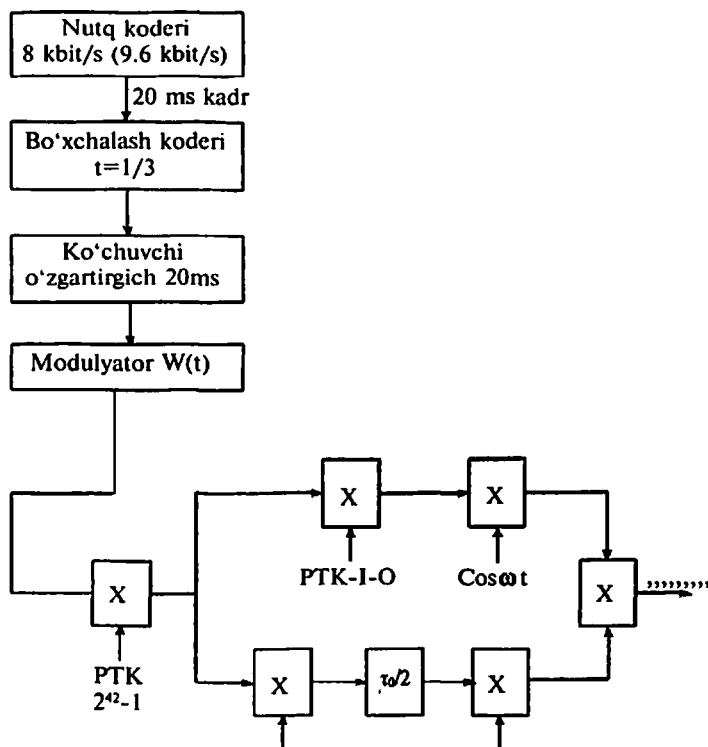 Nutq koderi
8 kbit/s (9.6 kbit/s)
20 ms kadr
Bo‘xchalash koderi
t=1/3
Ko‘chuvchi
o‘zgartirgich 20ms
Modulyator W(t)
X
X
PTK-I-O
Cosω t
X
,,,,,,,,,
X
PTK
2⁴²-1
X
τ₀/2
X